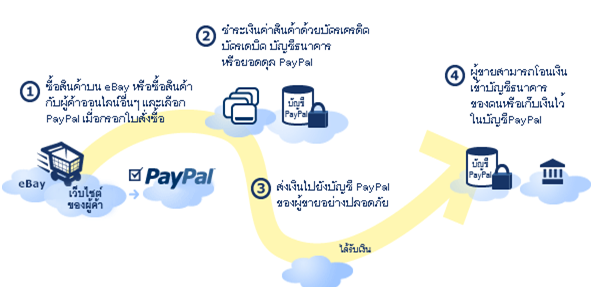 1 ซื้อสินค้าบน eBay หรือซื้อสินค้า
กับผู้ค้าออนไลน์อื่นๆ และเลือก
PayPal เมื่อกรอกใบสั่งซื้อ
eBay
เว็บไซต์
ของผู้ค้า
PayPal
2 ชำระเงินค่าสินค้าด้วยบัตรเครดิต
บัตรเดบิต บัญชีธนาคาร
หรือยอดดุล PayPal
บัญชี
PayPal
3 ส่งเงินไปยังบัญชี PayPal
ของผู้ขายอย่างปลอดภัย
ได้รับเงิน
4 ผู้ขายสามารถโอนเงิน
เข้าบัญชีธนาคาร
ของตนหรือเก็บเงินไว้
ในบัญชีPayPal
บัญชี
PayPal